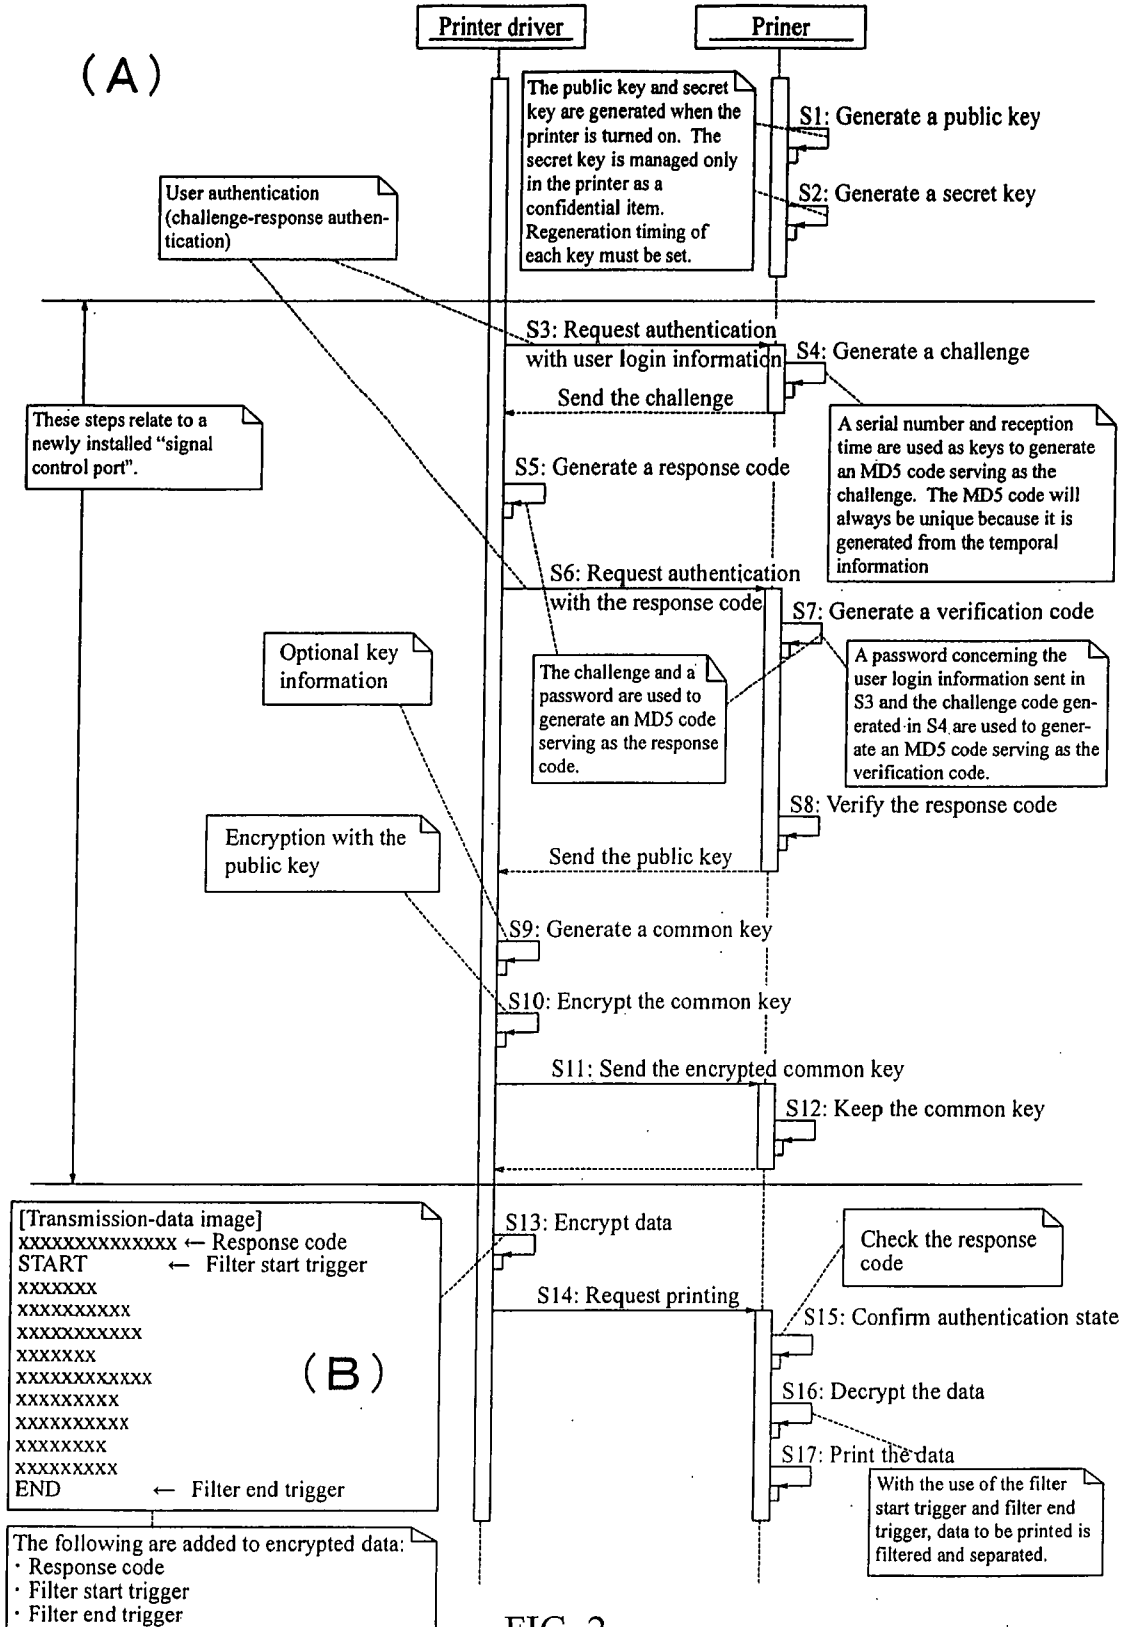 Printer driver
Priner
(A)
The public key and secret
key are generated when the
printer is turned on. The
secret key is managed only
in the printer as a
confidential item.
Regeneration timing of
each key must be set.
S1: Generate a public key
S2: Generate a secret key
User authentication
(challenge-response authen-
tication)
S3: Request authentication
with user login information
S4: Generate a challenge
Send the challenge
These steps relate to a
newly installed “signal
control port”.
A serial number and reception
time are used as keys to generate
an MD5 code serving as the
challenge. The MD5 code will
always be unique because it is
generated from the temporal
information
S5: Generate a response code
S6: Request authentication
with the response code
S7: Generate a verification code
Optional key
information
The challenge and a
password are used to
generate an MD5 code
serving as the response
code.
A password concerning the
user login information sent in
S3 and the challenge code gen-
erated in S4 are used to gener-
ate an MD5 code serving as the
verification code.
S8: Verify the response code
Encryption with the
public key
Send the public key
S9: Generate a common key
S10: Encrypt the common key
S11: Send the encrypted common key
S12: Keep the common key
[Transmission-data image]
xxxxxxxxxxxxxx ← Response code
START ← Filter start trigger
xxxxxxx
xxxxxxxxxx
xxxxxxxxxxx
xxxxxxx
xxxxxxxxxxxx
xxxxxxxxx
xxxxxxxxxx
xxxxxxxx
xxxxxxxxx
END ← Filter end trigger
(B)
S13: Encrypt data
Check the response
code
S14: Request printing
S15: Confirm authentication state
S16: Decrypt the data
S17: Print the data
With the use of the filter
start trigger and filter end
trigger, data to be printed is
filtered and separated.
The following are added to encrypted data:
· Response code
· Filter start trigger
· Filter end trigger